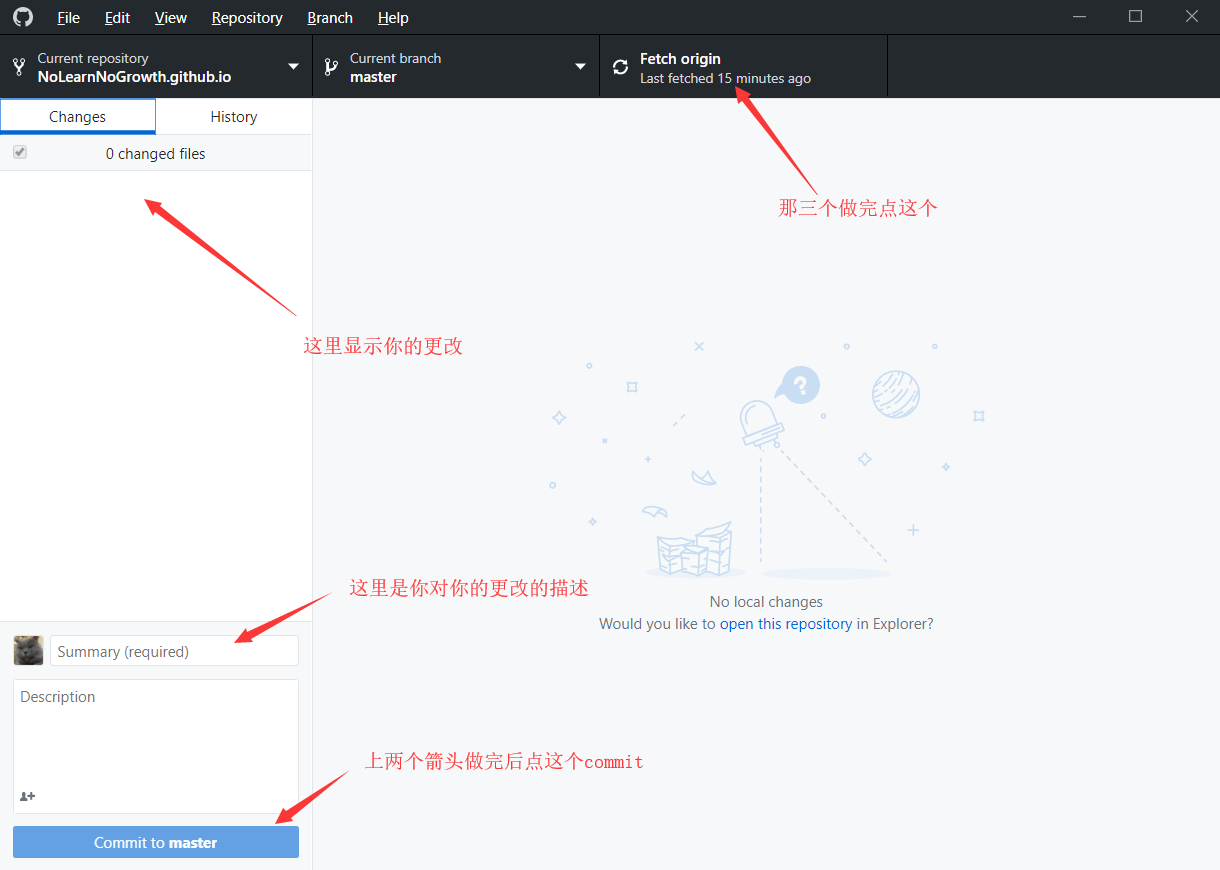 File Edit View Repository Branch Help
Current repository
NoLearnNoGrowth.github.io
Current branch
master
Fetch origin
Last fetched 15 minutes ago
Changes
History
0 changed files
那三个做完点这个
这里显示你的更改
?
No local changes
Would you like to open this repository in Explorer?
这里是你对你的更改的描述
Summary (required)
Description
上两个箭头做完后点这个commit
Commit to master